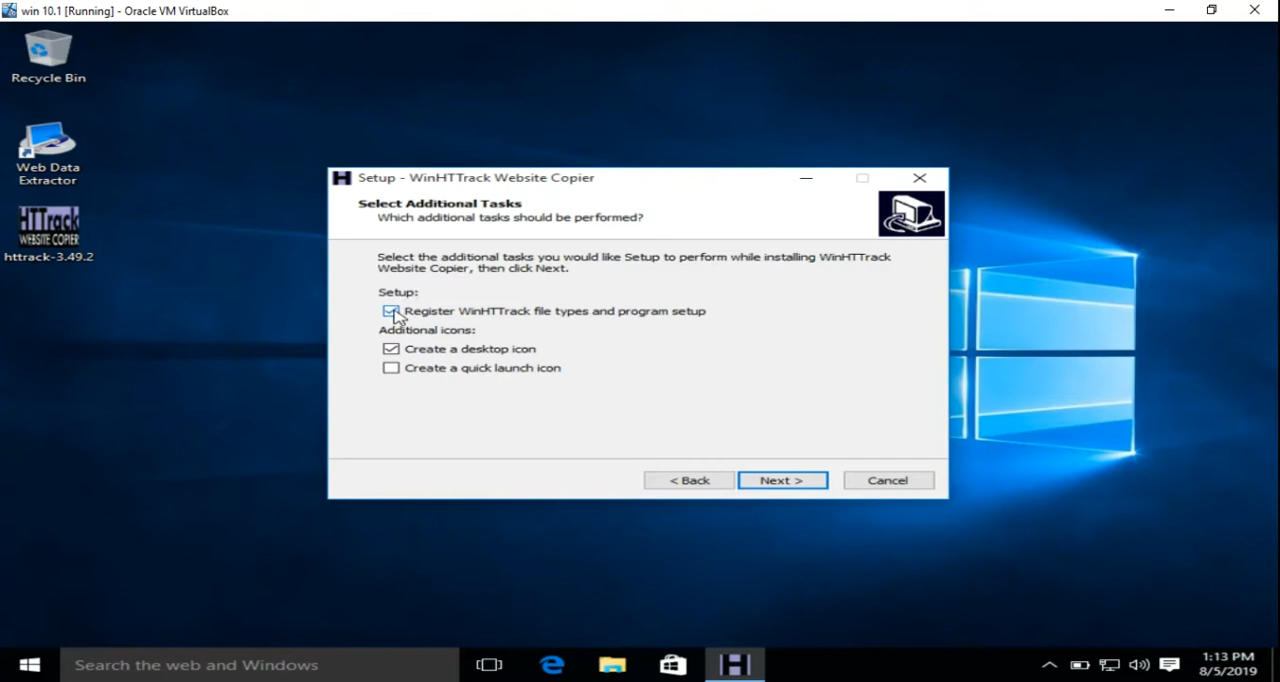 win 10.1 [Running] - Oracle VM VirtualBox
Recycle Bin
Web Data
Extractor
HTTrack
WEBSITE COPIER
httrack-3.49.2
Setup - WinHTTrack Website Copier
Select Additional Tasks
Which additional tasks should be performed?
Select the additional tasks you would like Setup to perform while installing WinHTTrack
Website Copier, then click Next.
Setup:
Register WinHTTrack file types and program setup
Additional icons:
Create a desktop icon
Create a quick launch icon
< Back
Next >
Cancel
Search the web and Windows
1:13 PM
8/5/2019